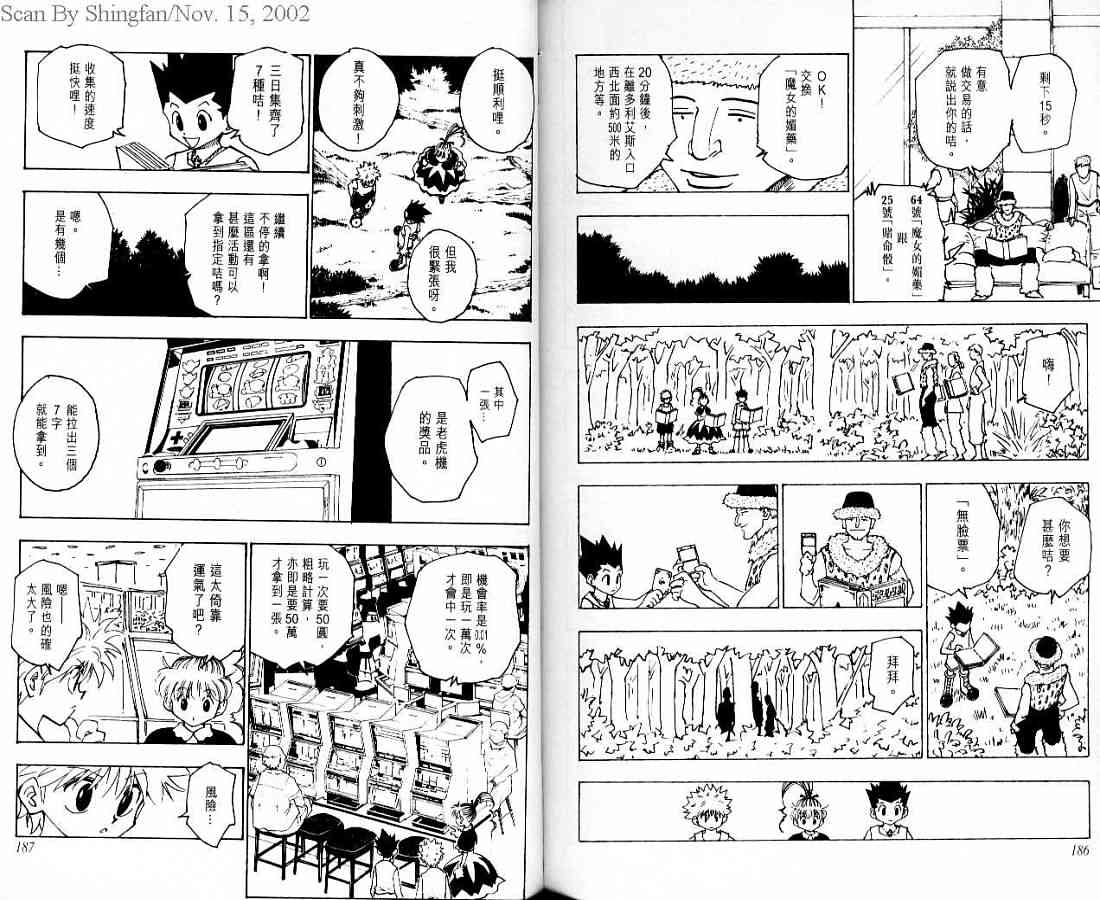 Scan By Shingfan/Nov. 15, 2002
剩下15秒。
有意
做交易的話，
就説出你的咭。
64號「魔女的媚藥」
跟
25號「賭命骰」。
OK！
交換
「魔女的媚藥」。
20分鐘後，
在離多利艾斯入口
西北面約500米的
地方等。
嗨！
你想要
甚麼咭？
「無臉票」。
拜拜。
186
挺順利哩。
真不夠刺激！
但我
很緊張呀。
三日集齊了
7種咭！
收集的速度
挺快哩！
繼續
不停的拿啊！
這區還有
甚麼活動可以
拿到指定咭嗎？
嗯。
是有幾個…
其中
一張…
是老虎機
的獎品。
能拉出三個
7字
就能拿到。
機會率是0.01%，
即是玩一萬次
才會中一次。
玩一次要50圓，
粗略計算，
亦即是要50萬
才拿到一張。
這太倚靠
運氣了吧？
嗯——
風險也的確
太大了。
風險…
187